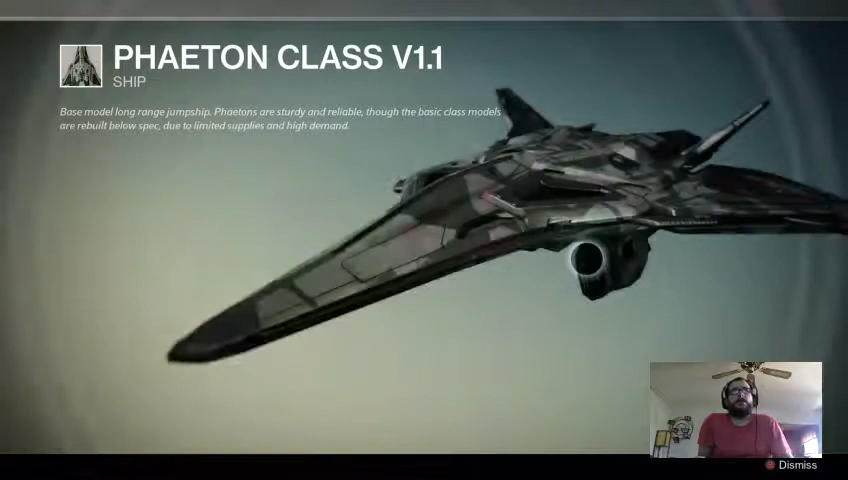 PHAETON CLASS V1.1
SHIP
Base model long range jumpship. Phaetons are sturdy and reliable, though the basic class models
are rebuilt below spec, due to limited supplies and high demand.
Dismiss